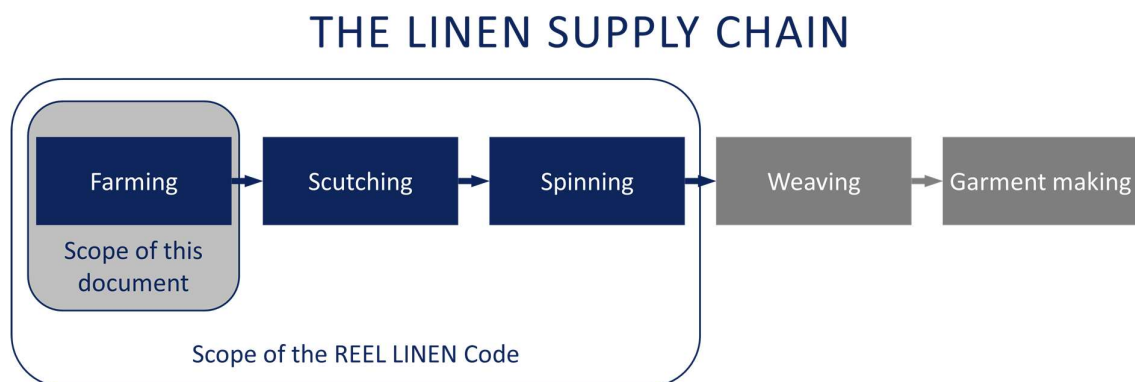 THE LINEN SUPPLY CHAIN
Farming
Scutching
Spinning
Weaving
Garment making
Scope of this
document
Scope of the REEL LINEN Code